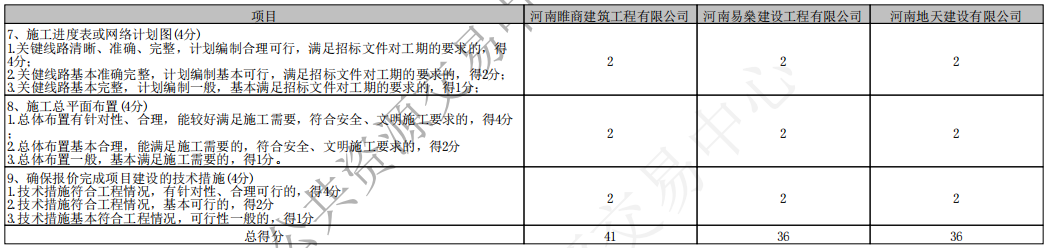 项目 河南睢商建筑工程有限公司 河南易燊建设工程有限公司 河南地天建设有限公司
7、施工进度表或网络计划图(4分)
1.关键线路清晰、准确、完整，计划编制合理可行，满足招标文件对工期的要求的，得
4分；
2.关健线路基本准确完整，计划编制基本可行，满足招标文件对工期的要求的，得2分；
3.关健线路基本完整，计划编制一般，基本满足招标文件对工期的要求的，得1分；
2 2 2
8、施工总平面布置(4分)
1.总体布置有针对性、合理，能较好满足施工需要，符合安全、文明施工要求的，得4分
；
2.总体布置基本合理，能满足施工需要的，符合安全、文明施工要求的，得2分
3.总体布置一般，基本满足施工需要的，得1分。
2 2 2
9、确保报价完成项目建设的技术措施(4分)
1.技术措施符合工程情况，有针对性、合理可行的，得4分
2.技术措施符合工程情况，基本可行的，得2分
3.技术措施基本符合工程情况，可行性一般的，得1分
2 2 2
总得分 41 36 36
公共资源交易中
交易中心